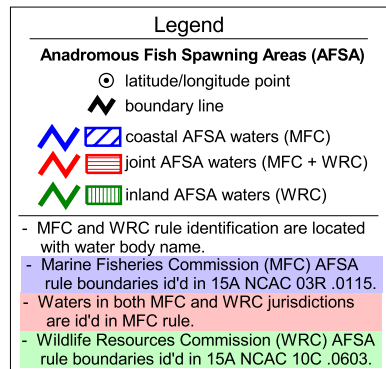 Legend
Anadromous Fish Spawning Areas (AFSA)
latitude/longitude point
boundary line
coastal AFSA waters (MFC)
joint AFSA waters (MFC + WRC)
inland AFSA waters (WRC)
- MFC and WRC rule identification are located
with water body name.
- Marine Fisheries Commission (MFC) AFSA
rule boundaries id'd in 15A NCAC 03R .0115.
- Waters in both MFC and WRC jurisdictions
are id'd in MFC rule.
- Wildlife Resources Commission (WRC) AFSA
rule boundaries id'd in 15A NCAC 10C .0603.